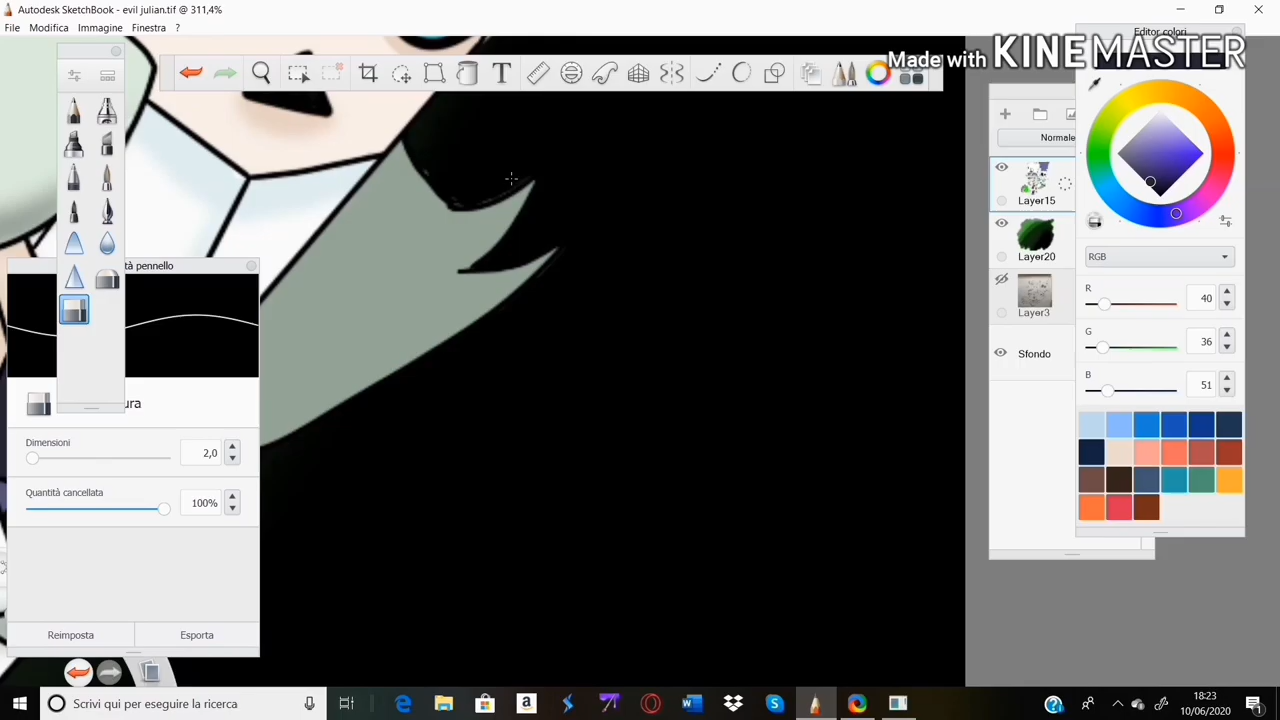 Autodesk SketchBook - evil julian.tif @ 311,4%
File Modifica Immagine Finestra
Editor colori
Made with KINEMASTER
Normale
Layer15
Layer20
Layer3
Sfondo
RGB
R 40
G 36
B 51
pennello
Dimensioni
2,0
Quantità cancellata
100%
Reimposta Esporta
Scrivi qui per eseguire la ricerca
18:23
10/06/2020